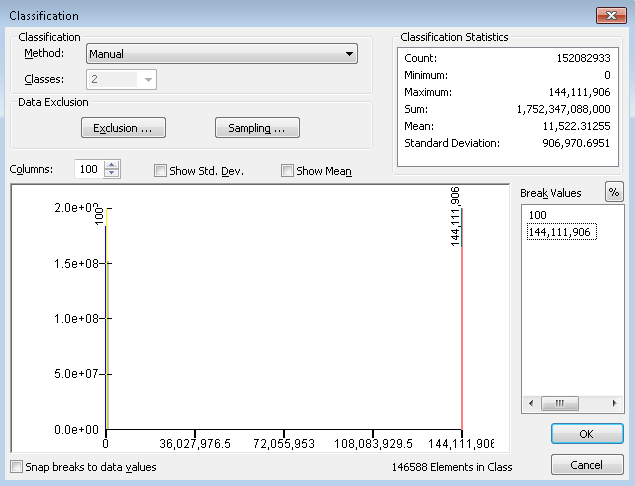 Classification
Classification
Method: Manual
Classes: 2
Data Exclusion
Exclusion ...
Sampling ...
Classification Statistics
Count: 152082933
Minimum: 0
Maximum: 144,111,906
Sum: 1,752,347,088,000
Mean: 11,522.31255
Standard Deviation: 906,970.6951
Columns: 100
Show Std. Dev.
Show Mean
Break Values
%
100
144,111,906
2.0e+0
1.5e+08
1.0e+08
5.0e+07
0.0e+00
100
144,111,906
0
36,027,976.5
72,055,953
108,083,929.5
144,111,906
OK
Snap breaks to data values
146588 Elements in Class
Cancel